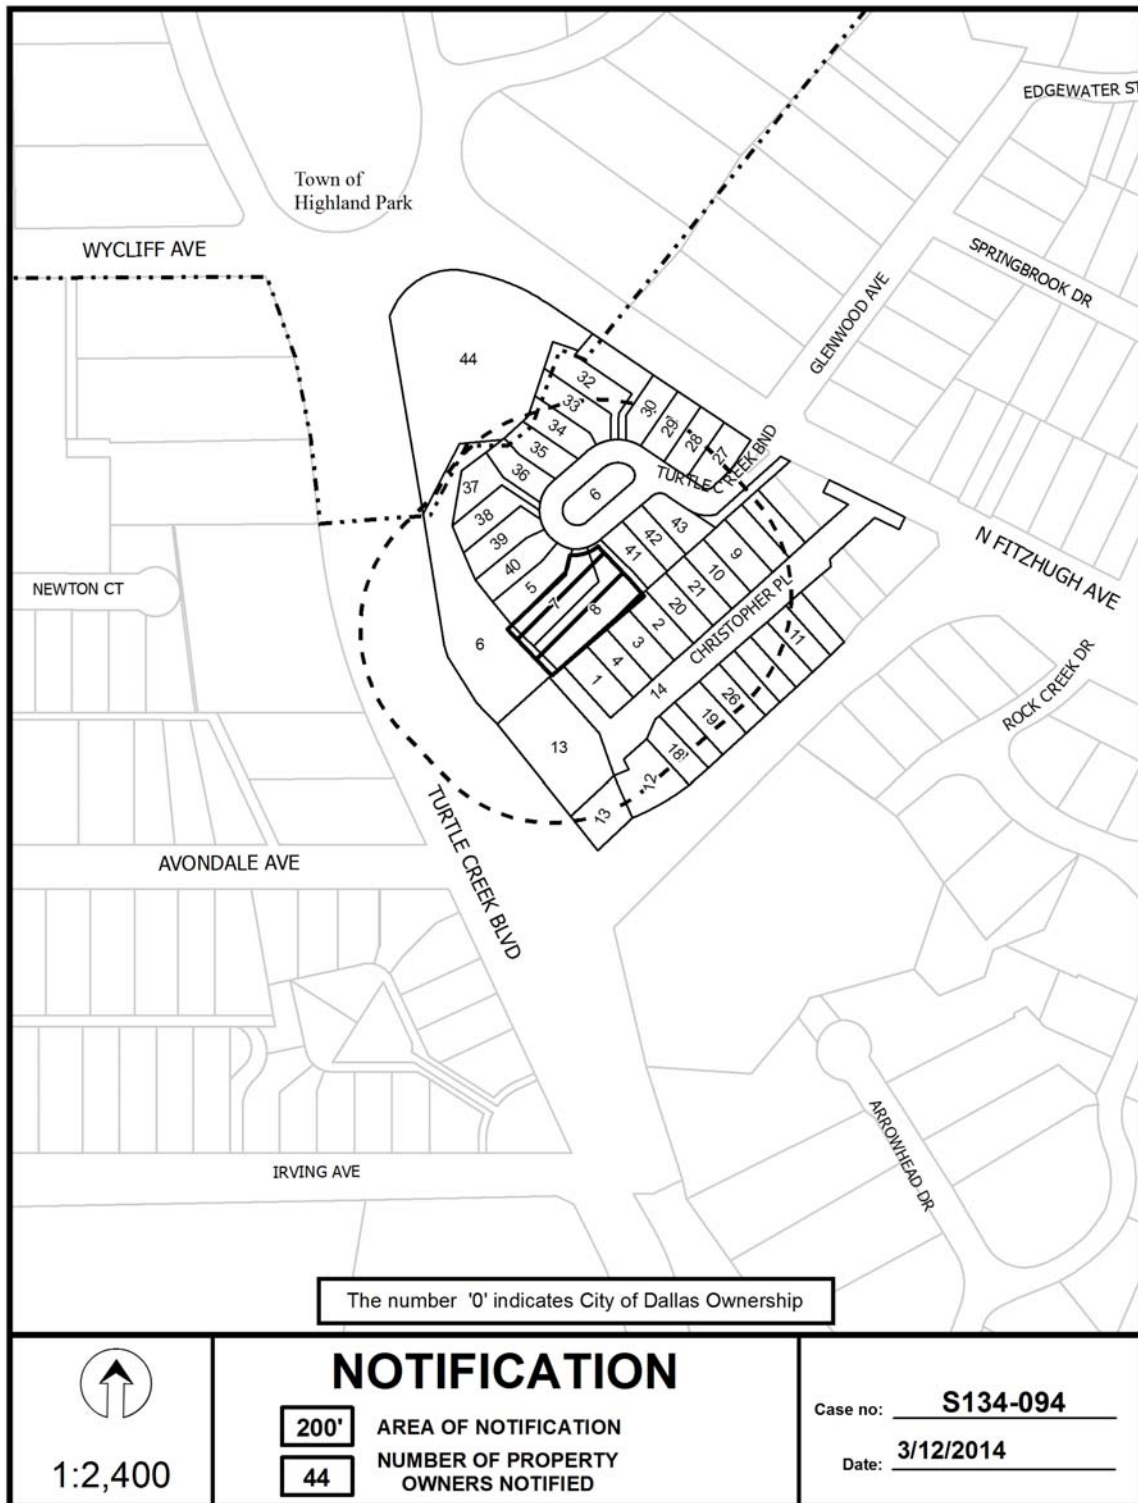 EDGEWATER ST
Town of
Highland Park
WYCLIFF AVE
SPRINGBROOK DR
GLENWOOD AVE
44
32
33
34
35
36
30
29
28
27
TURTLE CREEK BND
37
38
39
40
5
6
41
42
43
9
10
21
20
2
3
4
1
7
8
N FITZHUGH AVE
NEWTON CT
CHRISTOPHER PL
6
14
11
26
19
18
12
13
13
ROCK CREEK DR
TURTLE CREEK BLVD
AVONDALE AVE
ARROWHEAD DR
IRVING AVE
The number '0' indicates City of Dallas Ownership
1:2,400
NOTIFICATION
200' AREA OF NOTIFICATION
44 NUMBER OF PROPERTY
OWNERS NOTIFIED
Case no: S134-094
Date: 3/12/2014